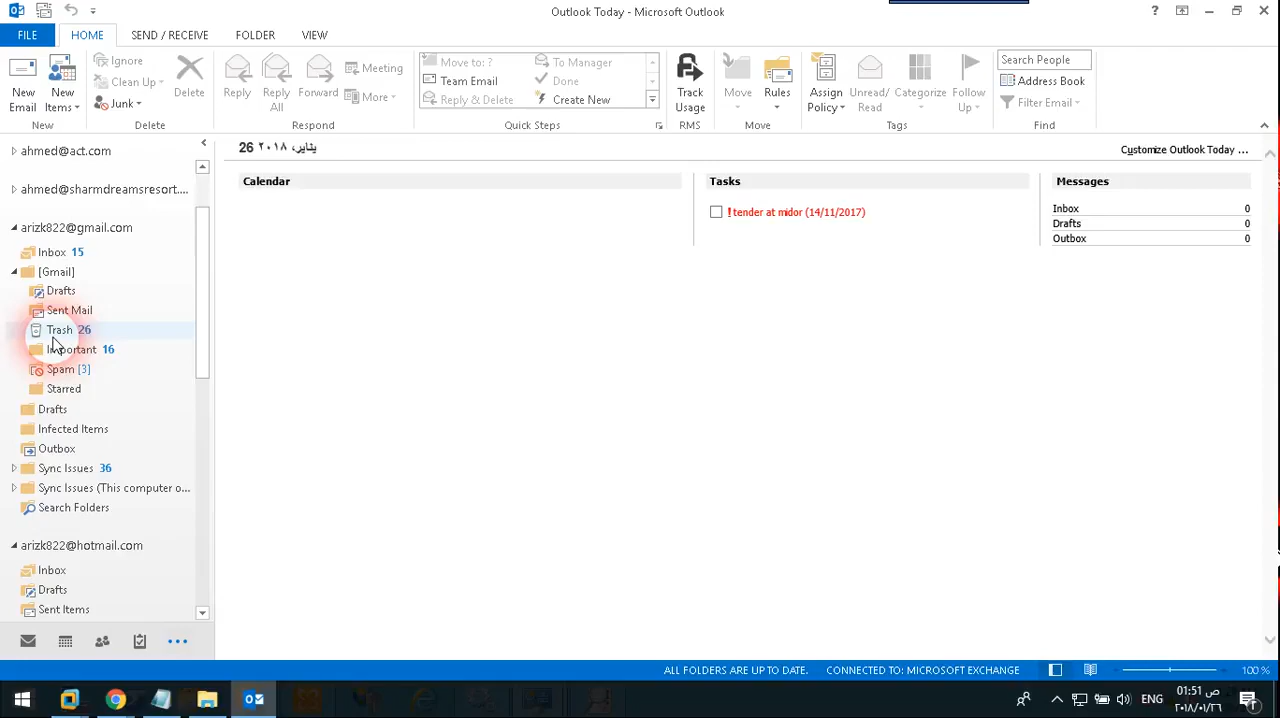 Outlook Today - Microsoft Outlook
?
FILE
HOME
SEND / RECEIVE
FOLDER
VIEW
New Email
New Items
New
Ignore
Clean Up
Junk
Delete
Delete
Reply
Reply All
Forward
Meeting
More
Respond
Move to: ?
Team Email
Reply & Delete
To Manager
Done
Create New
Quick Steps
Track Usage
RMS
Move
Rules
Move
Assign Policy
Unread/ Read
Categorize
Follow Up
Tags
Search People
Address Book
Filter Email
Find
ahmed@act.com
ahmed@sharmdreamsresort....
arizk822@gmail.com
Inbox 15
[Gmail]
Drafts
Sent Mail
Trash 26
Important 16
Spam [3]
Starred
Drafts
Infected Items
Outbox
Sync Issues 36
Sync Issues (This computer o...
Search Folders
arizk822@hotmail.com
Inbox
Drafts
Sent Items
26 يناير، ٢٠١٨
Customize Outlook Today ...
Calendar
Tasks
! tender at midor (14/11/2017)
Messages
Inbox 0
Drafts 0
Outbox 0
ALL FOLDERS ARE UP TO DATE.
CONNECTED TO: MICROSOFT EXCHANGE
100 %
ENG
01:51 ص
٢٠١٨/٠١/٢٦